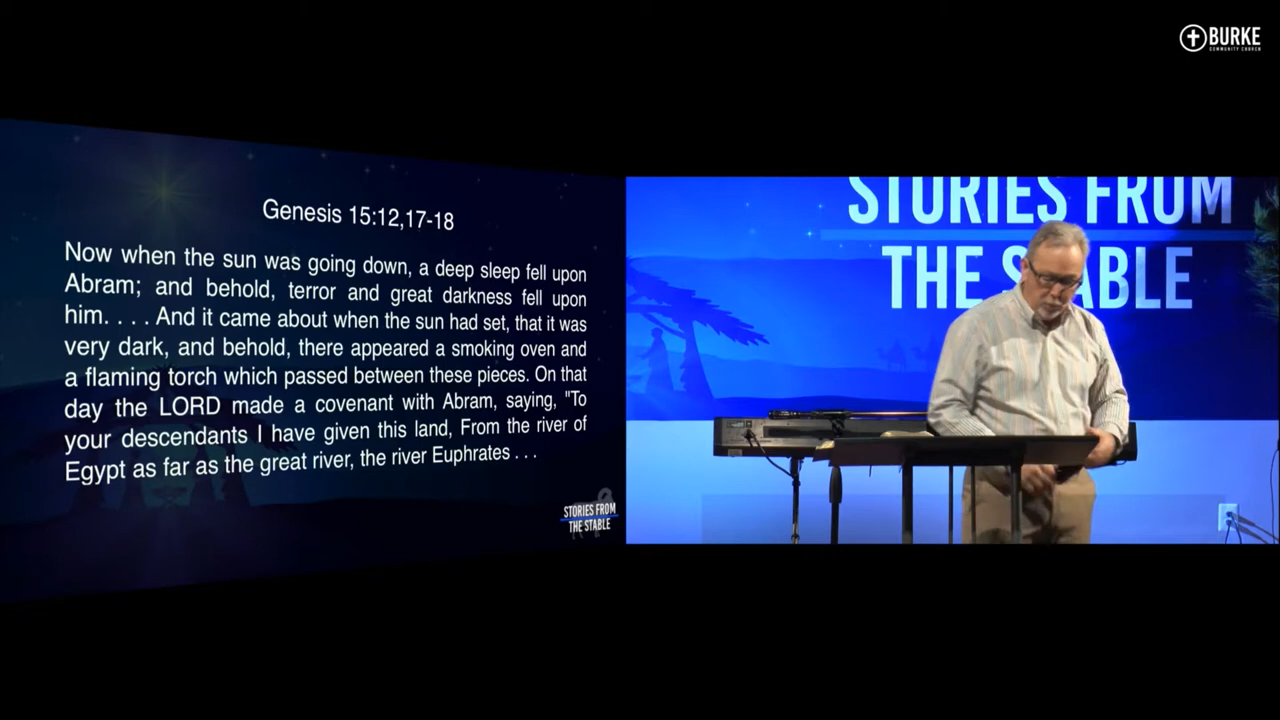 BURKE
COMMUNITY CHURCH
Genesis 15:12,17-18
Now when the sun was going down, a deep sleep fell upon
Abram; and behold, terror and great darkness fell upon
him. . . . And it came about when the sun had set, that it was
very dark, and behold, there appeared a smoking oven and
a flaming torch which passed between these pieces. On that
day the LORD made a covenant with Abram, saying, "To
your descendants I have given this land, From the river of
Egypt as far as the great river, the river Euphrates . . .
STORIES FROM
THE STABLE
STORIES FROM
THE STABLE